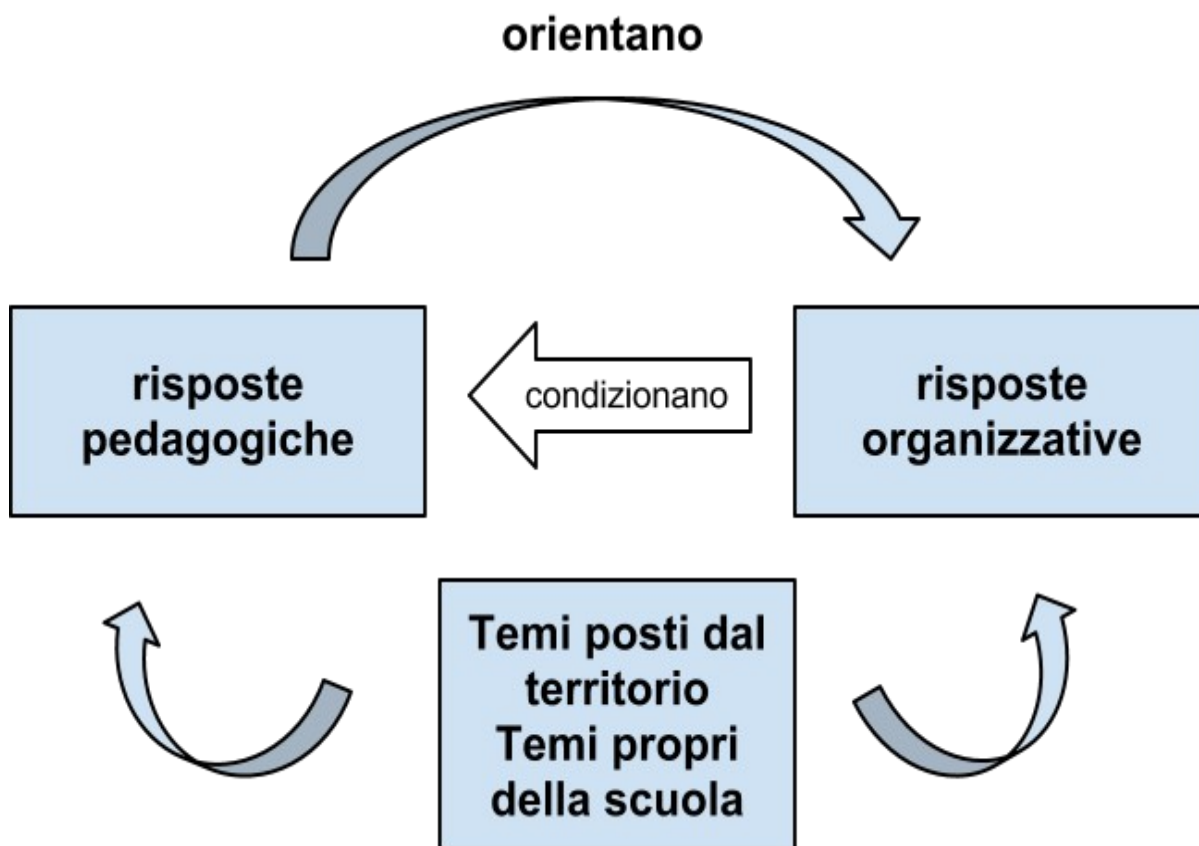 orientano
risposte
pedagogiche
condizionano
risposte
organizzative
Temi posti dal
territorio
Temi propri
della scuola